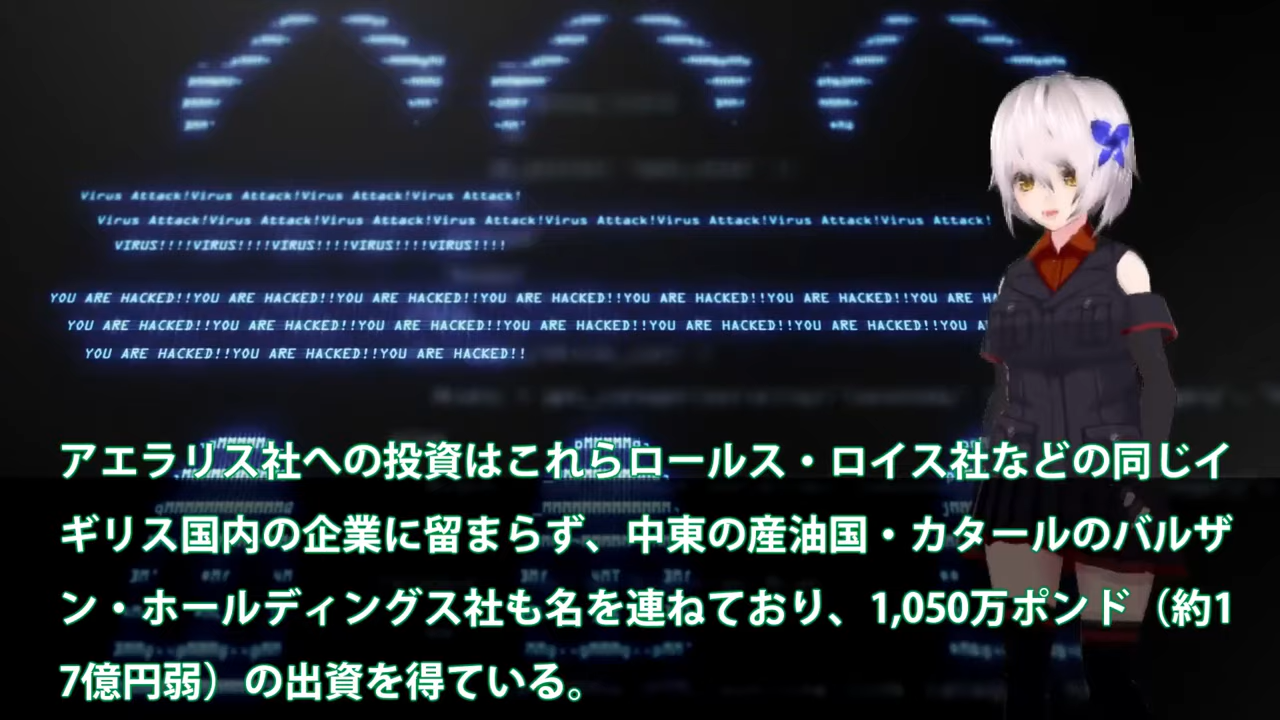 Virus Attack!Virus Attack!Virus Attack!Virus Attack!
Virus Attack!Virus Attack!Virus Attack!Virus Attack!Virus Attack!Virus Attack!Virus Attack!Virus Attack!
VIRUS!!!!VIRUS!!!!VIRUS!!!!VIRUS!!!!VIRUS!!!!
YOU ARE HACKED!!YOU ARE HACKED!!YOU ARE HACKED!!YOU ARE HACKED!!YOU ARE HACKED!!YOU ARE HACKED!!YOU ARE
YOU ARE HACKED!!YOU ARE HACKED!!YOU ARE HACKED!!YOU ARE HACKED!!YOU ARE HACKED!!YOU ARE HACKED!!YOU
YOU ARE HACKED!!YOU ARE HACKED!!YOU ARE HACKED!!
アエラリス社への投資はこれらロールス・ロイス社などの同じイ
ギリス国内の企業に留まらず、中東の産油国・カタールのバルザ
ン・ホールディングス社も名を連ねており、1,050万ポンド（約1
7億円弱）の出資を得ている。